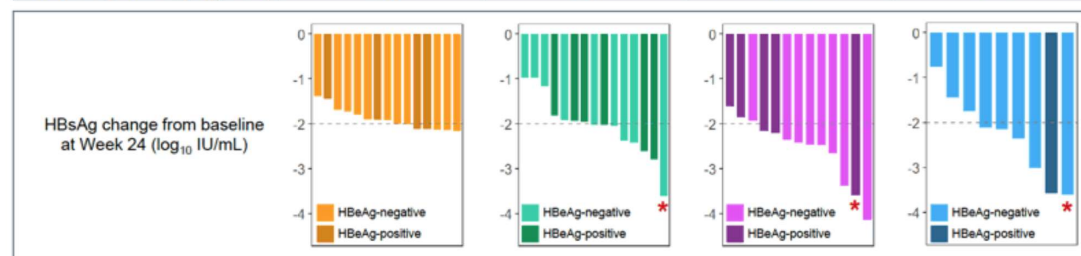 HBsAg change from baseline
at Week 24 (log₁₀ IU/mL)
0
-1
-2
-3
-4
HBeAg-negative
HBeAg-positive
0
-1
-2
-3
-4
HBeAg-negative
HBeAg-positive
*
0
-1
-2
-3
-4
HBeAg-negative
HBeAg-positive
*
0
-1
-2
-3
-4
HBeAg-negative
HBeAg-positive
*